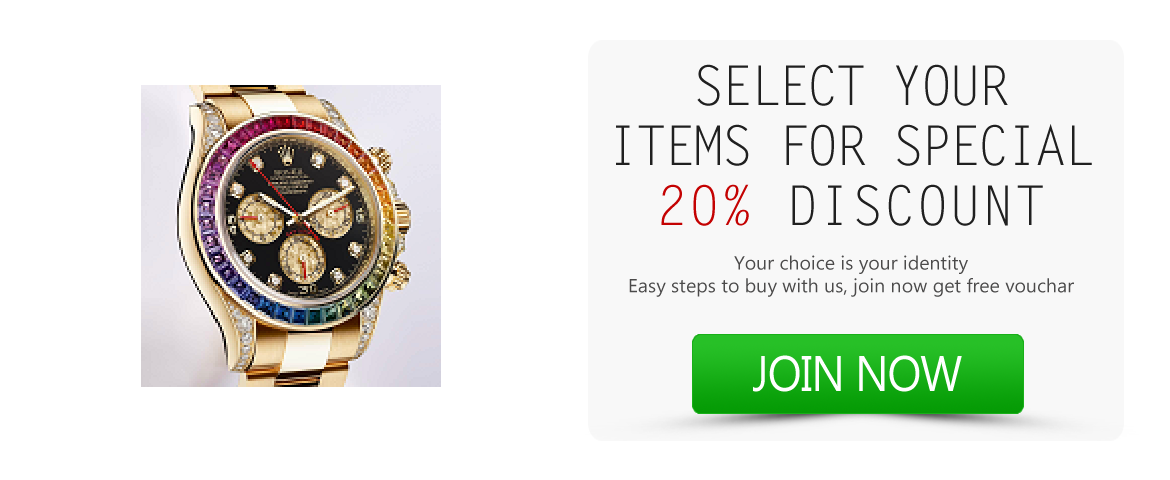 SELECT YOUR
ITEMS FOR SPECIAL
20% DISCOUNT
Your choice is your identity
Easy steps to buy with us, join now get free vouchar
JOIN NOW